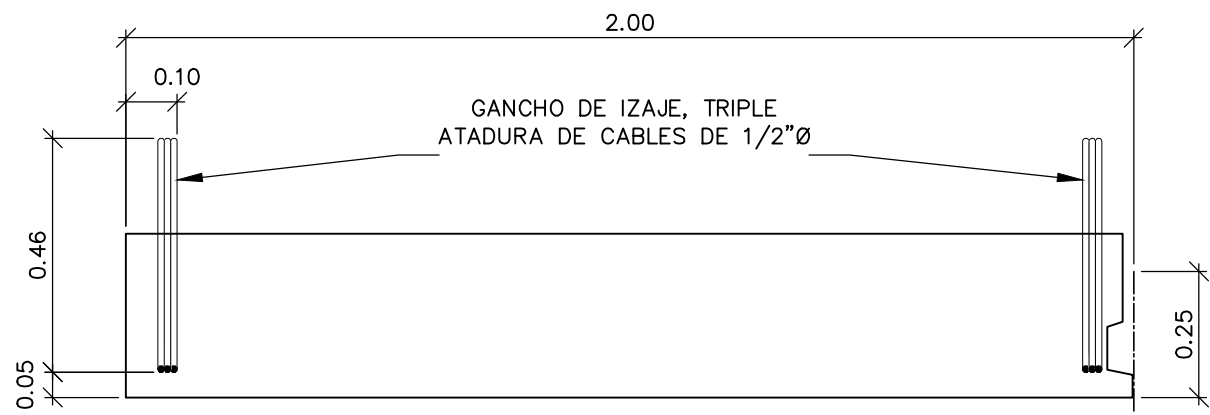 2.00
0.10
GANCHO DE IZAJE, TRIPLE
ATADURA DE CABLES DE 1/2"Ø
0.46
0.05
0.25